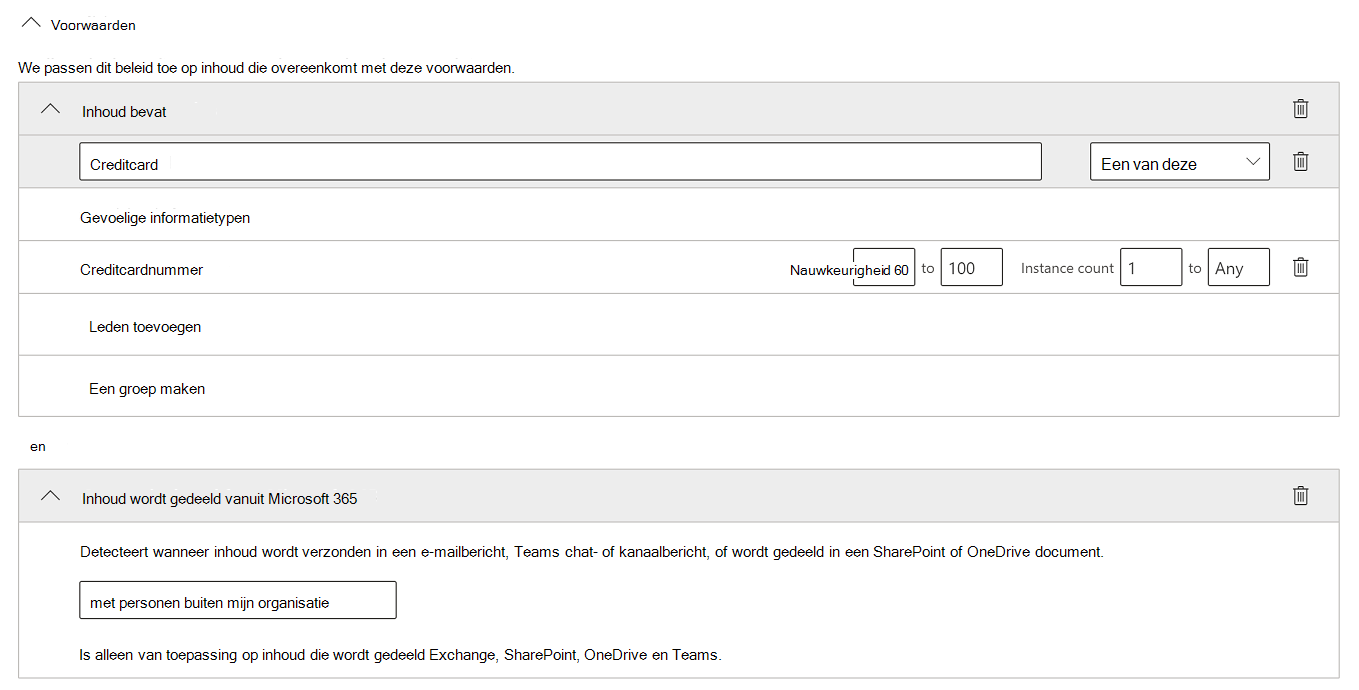 Voorwaarden
We passen dit beleid toe op inhoud die overeenkomt met deze voorwaarden.
Inhoud bevat
Creditcard Een van deze
Gevoelige informatietypen
Creditcardnummer Nauwkeurigheid 60 to 100 Instance count 1 to Any
Leden toevoegen
Een groep maken
en
Inhoud wordt gedeeld vanuit Microsoft 365
Detecteert wanneer inhoud wordt verzonden in een e-mailbericht, Teams chat- of kanaalbericht, of wordt gedeeld in een SharePoint of OneDrive document.
met personen buiten mijn organisatie
Is alleen van toepassing op inhoud die wordt gedeeld Exchange, SharePoint, OneDrive en Teams.